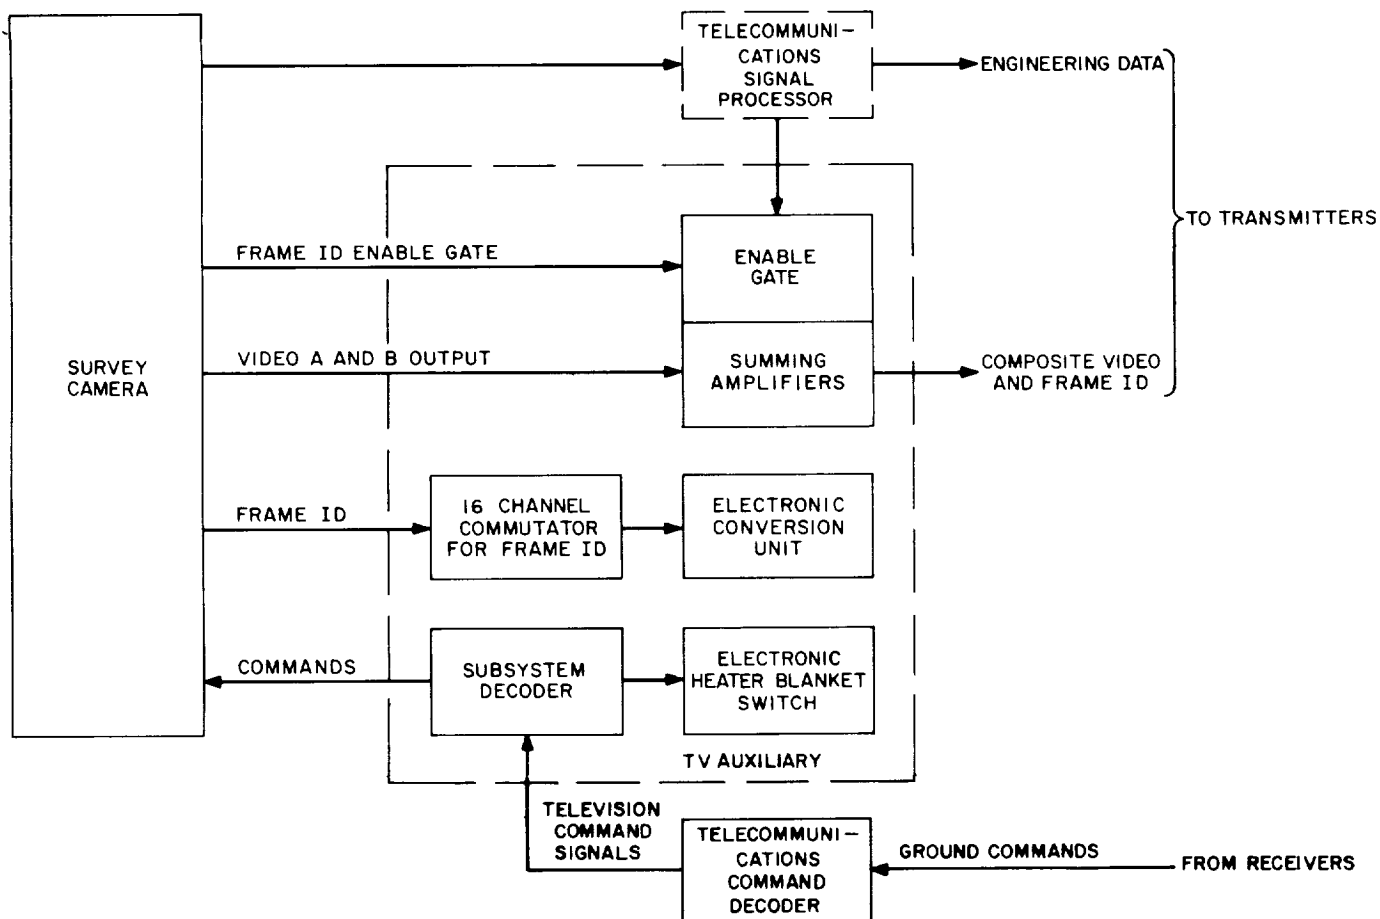 TELECOMMUNI-
CATIONS
SIGNAL
PROCESSOR
ENGINEERING DATA
TO TRANSMITTERS
FRAME ID ENABLE GATE
ENABLE
GATE
SURVEY
CAMERA
VIDEO A AND B OUTPUT
SUMMING
AMPLIFIERS
COMPOSITE VIDEO
AND FRAME ID
FRAME ID
16 CHANNEL
COMMUTATOR
FOR FRAME ID
ELECTRONIC
CONVERSION
UNIT
COMMANDS
SUBSYSTEM
DECODER
ELECTRONIC
HEATER BLANKET
SWITCH
TV AUXILIARY
TELEVISION
COMMAND
SIGNALS
TELECOMMUNI-
CATIONS
COMMAND
DECODER
GROUND COMMANDS
FROM RECEIVERS